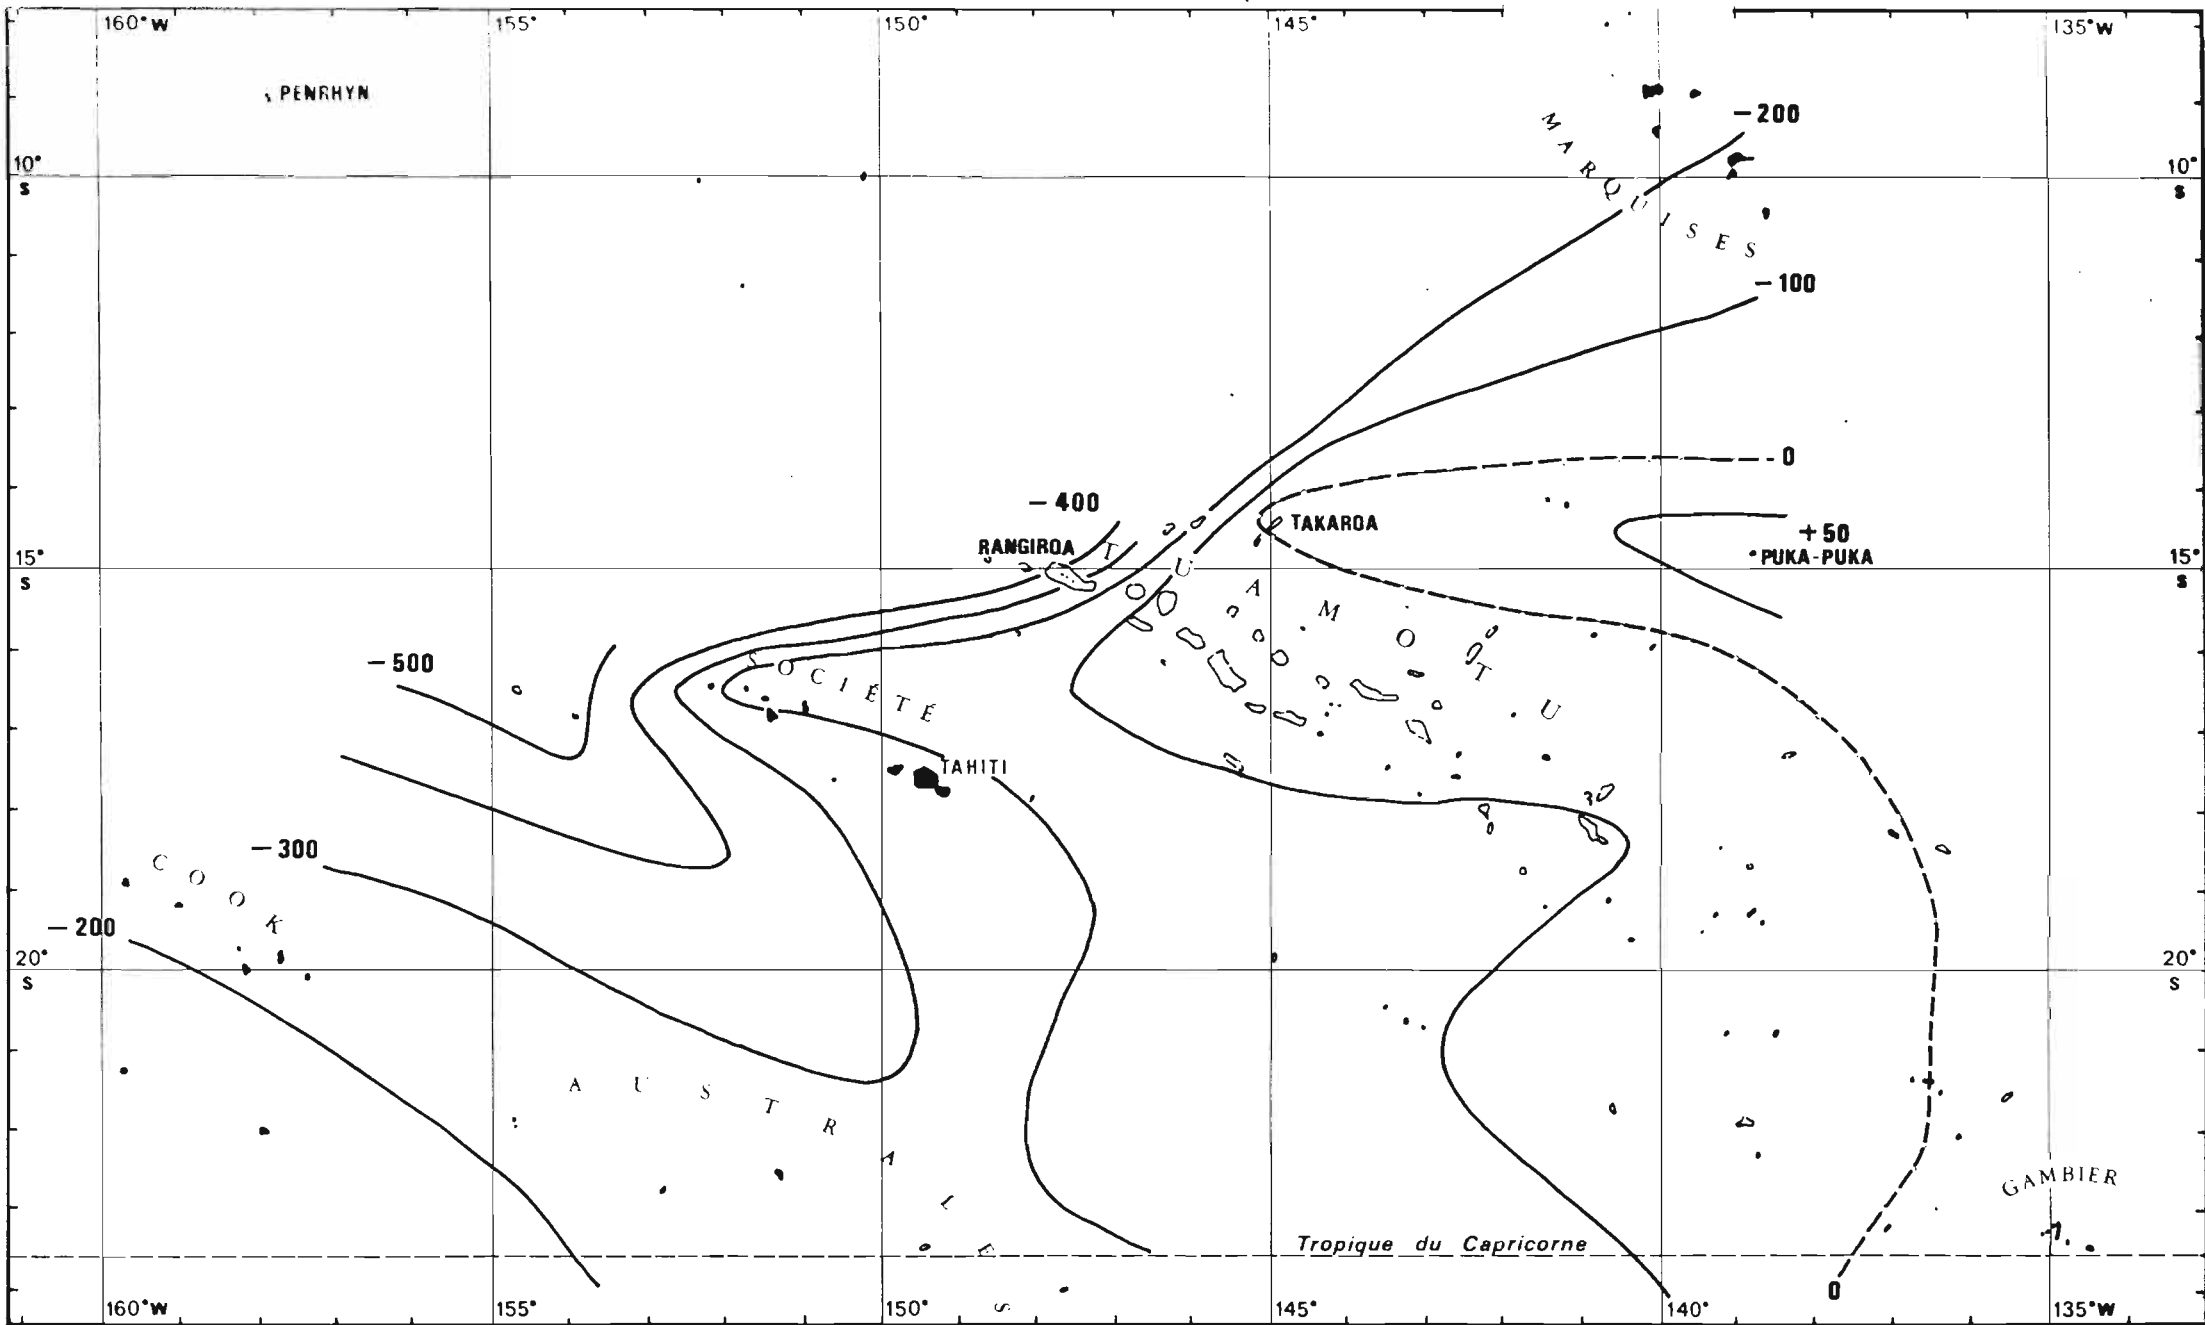 160°W 155° 150° 145° 135°W
PENRHYN
MARQUISES
-200
10° S
10° S
-100
0
-400
TAKAROA
RANGIROA
+50
PUKA-PUKA
15° S
15° S
TUAMOTU
-500
SOCIÉTÉ
TAHITI
-300
COOK
-200
20° S
20° S
AUSTRALES
GAMBIER
Tropique du Capricorne
0
160°W 155° 150° 145° 140° 135°W